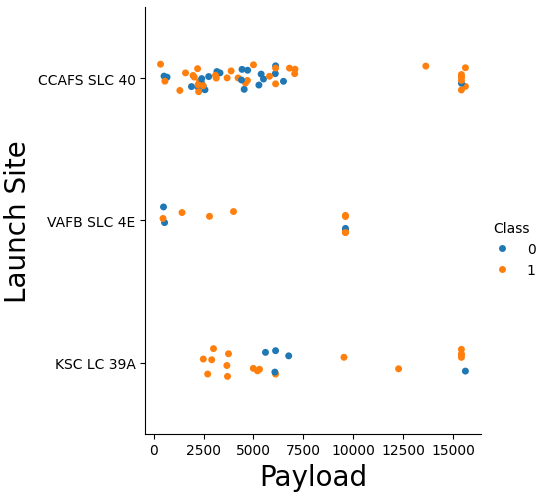 Launch Site
CCAFS SLC 40
VAFB SLC 4E
KSC LC 39A
0 2500 5000 7500 10000 12500 15000
Payload
Class
0
1